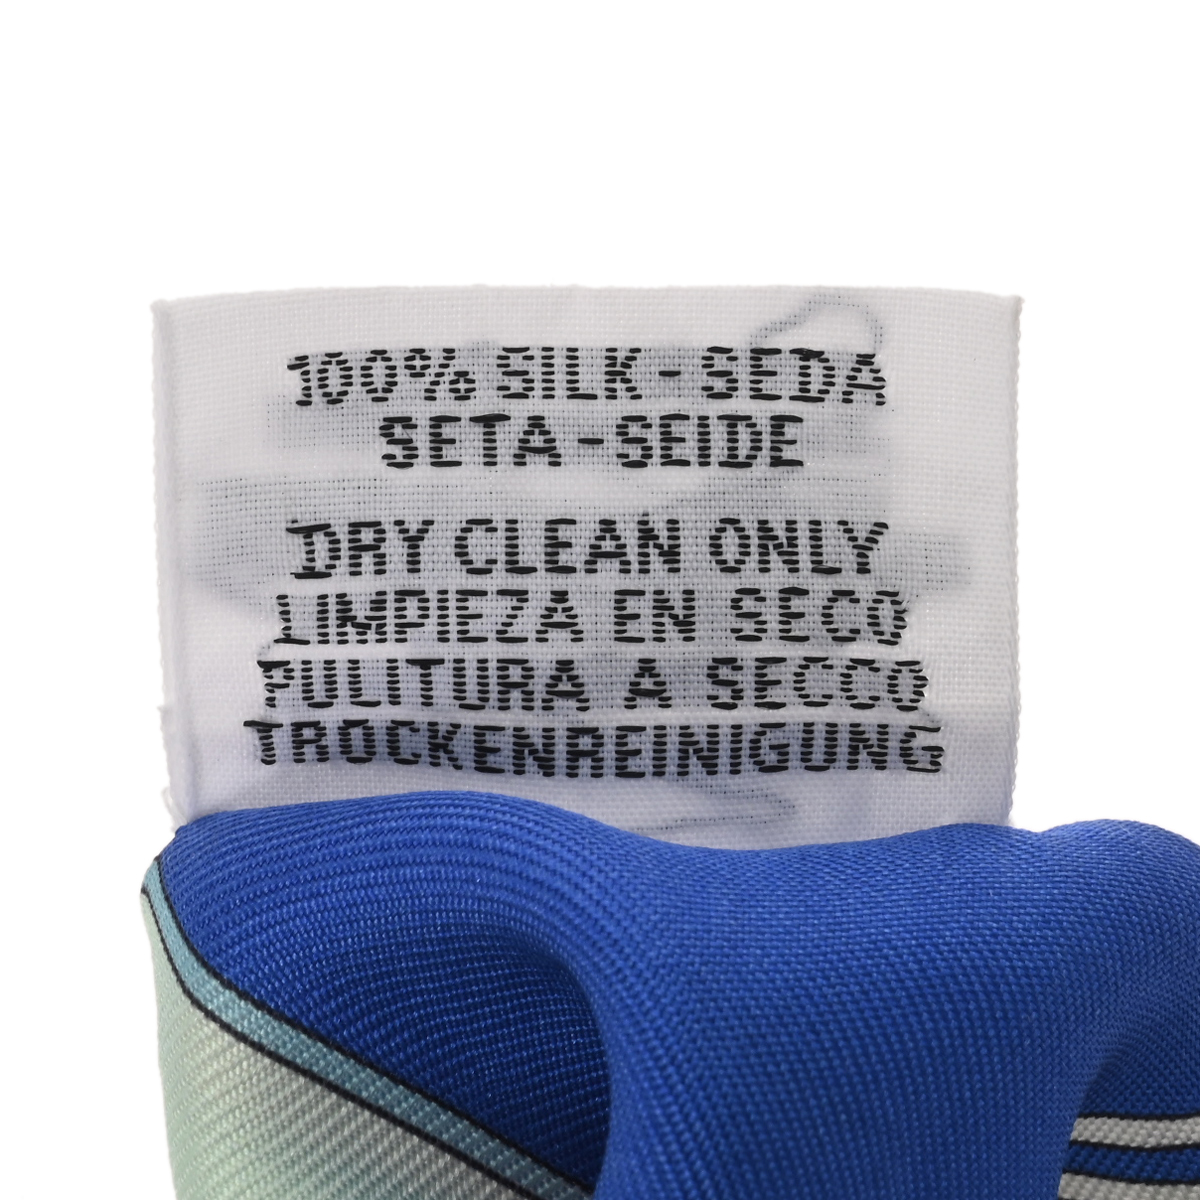 100% SILK - SEDA
SETA - SEIDE
DRY CLEAN ONLY
LIMPIEZA EN SECO
PULITURA A SECCO
TROCKENREINIGUNG